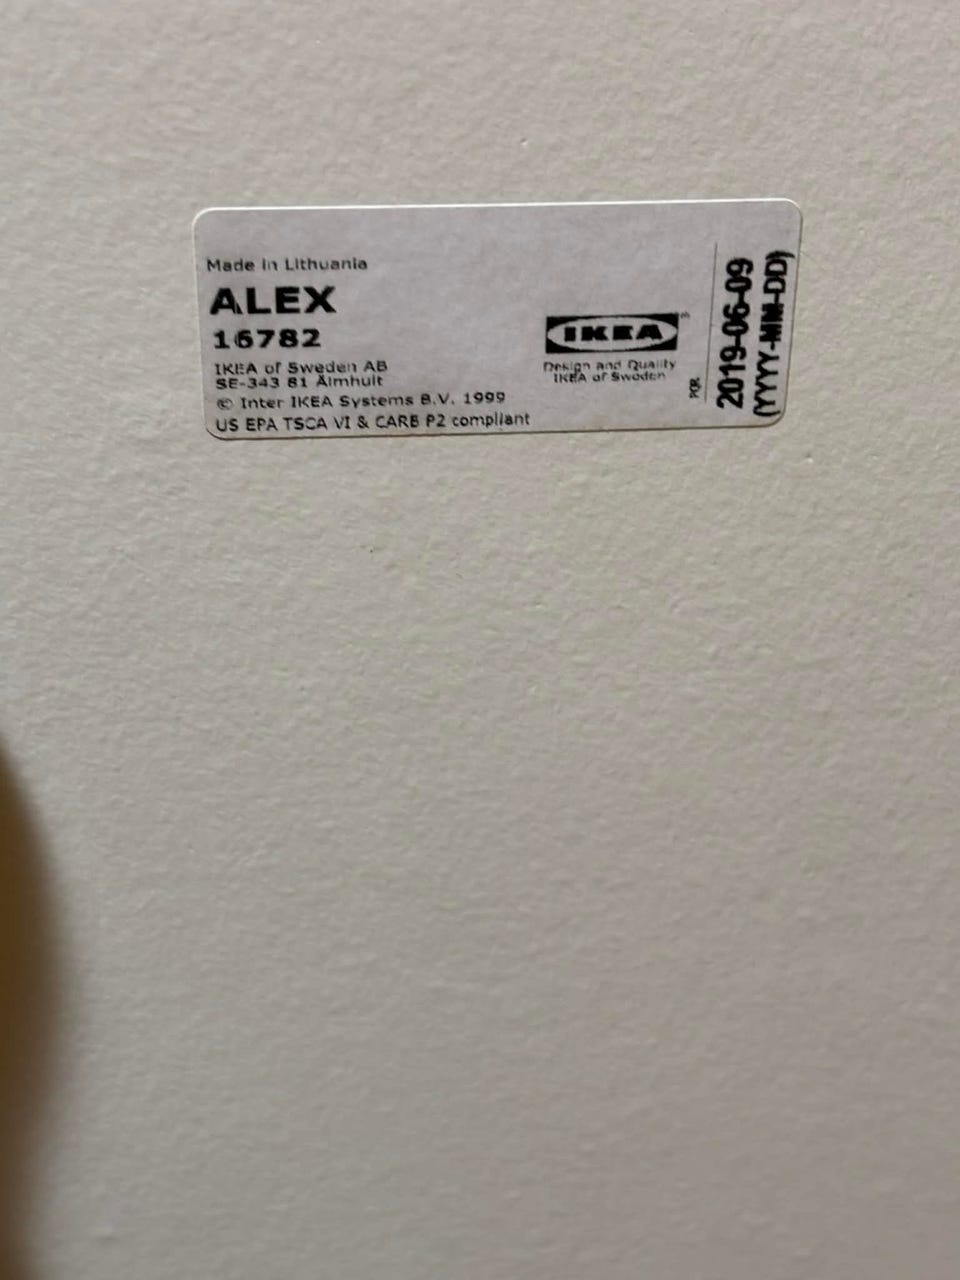 Made in Lithuania
ALEX
16782
IKEA of Sweden AB
SE-343 81 Älmhult
© Inter IKEA Systems B.V. 1999
US EPA TSCA VI & CARB P2 compliant
IKEA
Design and Quality
IKEA of Sweden
2019-06-09
(YYYY-MM-DD)